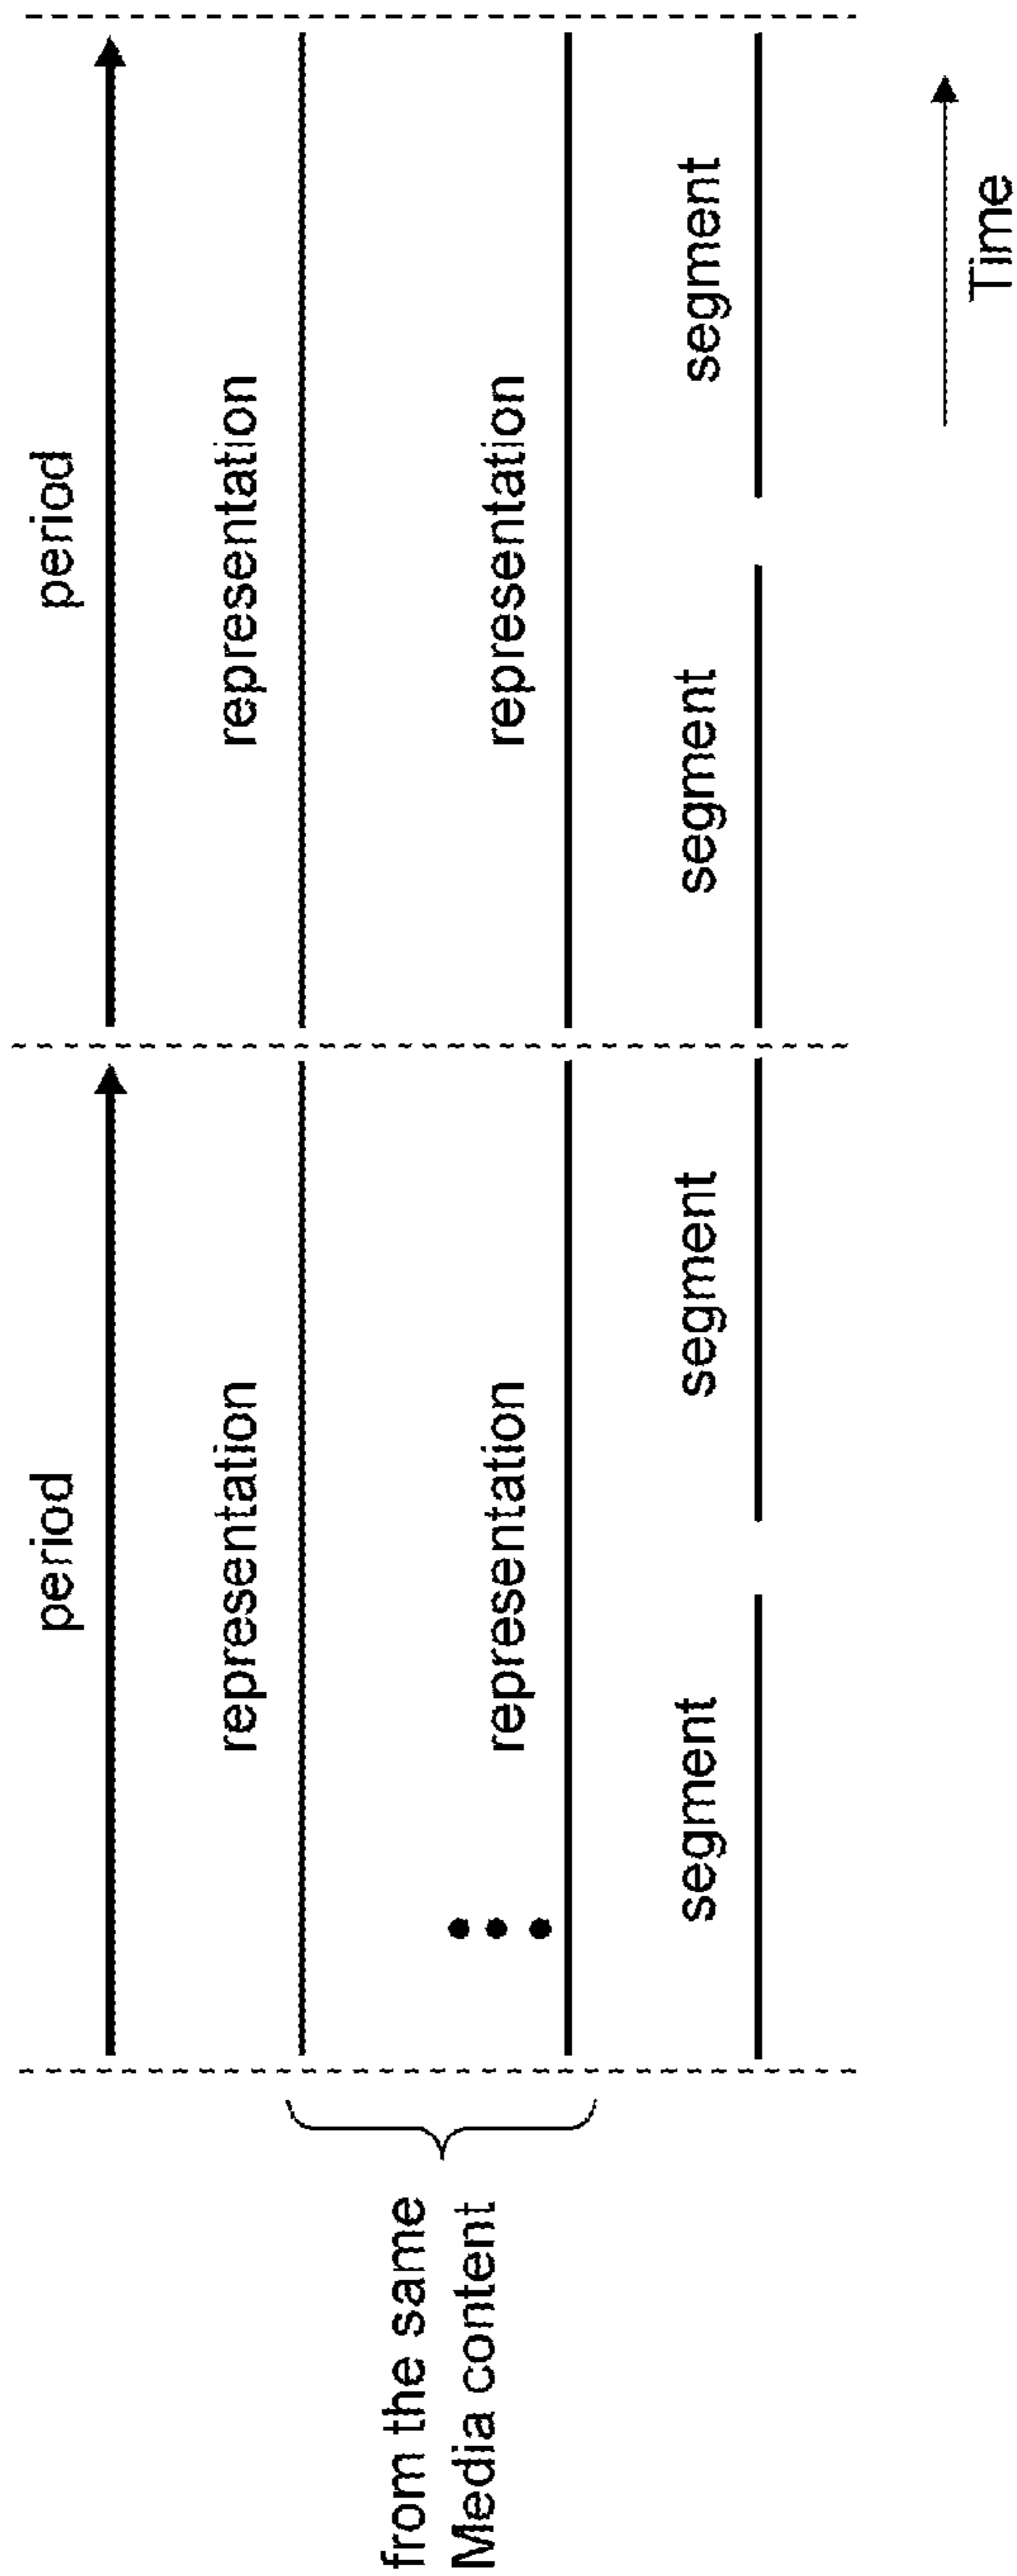 period
period
representation
representation
from the same
Media content
representation
representation
segment
segment
segment
segment
Time